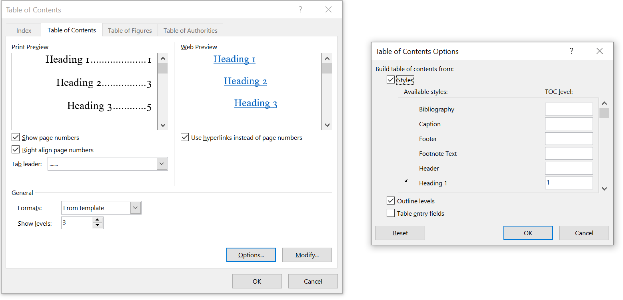 Table of Contents
Index
Table of Contents
Table of Figures
Table of Authorities
Print Preview
Web Preview
Heading 1....................1
Heading 2...............3
Heading 3...........5
Heading 1
Heading 2
Heading 3
Show page numbers
Right align page numbers
Use hyperlinks instead of page numbers
Tab leader:
......
General
Formats:
From template
Show levels:
3
Options...
Modify...
OK
Cancel
Table of Contents Options
Build table of contents from:
Styles
Available styles:
TOC level:
Bibliography
Caption
Footer
Footnote Text
Header
Heading 1
1
Outline levels
Table entry fields
Reset
OK
Cancel